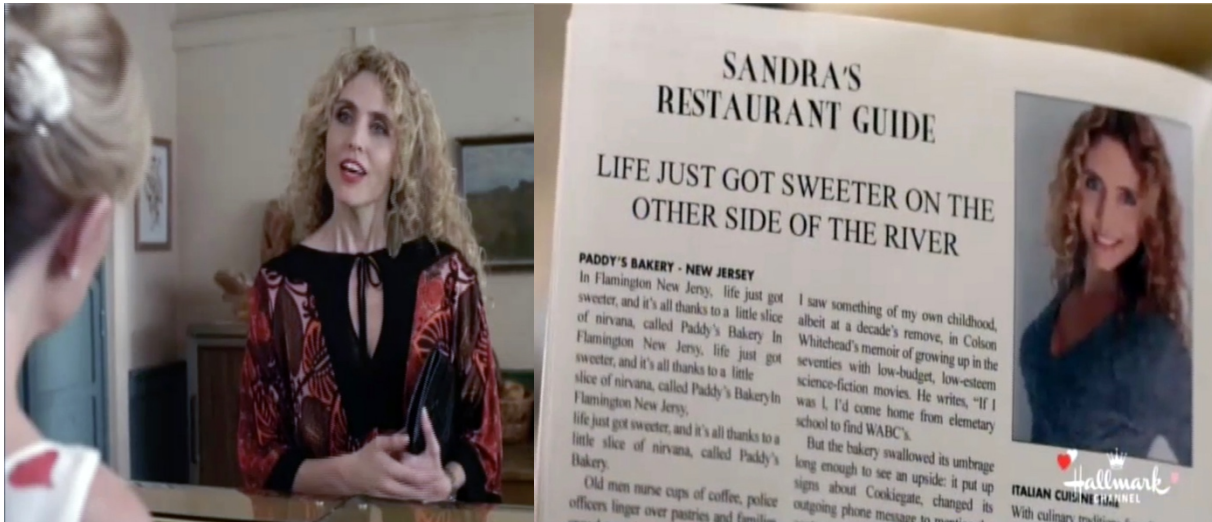 SANDRA'S
RESTAURANT GUIDE
LIFE JUST GOT SWEETER ON THE
OTHER SIDE OF THE RIVER
PADDY'S BAKERY - NEW JERSEY
In Flamington New Jersy, life just got
sweeter, and it's all thanks to a little slice
of nirvana, called Paddy's Bakery In
Flamington New Jersy, life just got
sweeter, and it's all thanks to a little
slice of nirvana, called Paddy's BakeryIn
Flamington New Jersy,
life just got sweeter, and it's all thanks to a
little slice of nirvana, called Paddy's
Bakery.
Old men nurse cups of coffee, police
officers linger over pastries and
I saw something of my own childhood,
albeit at a decade's remove, in Colson
Whitehead's memoir of growing up in the
seventies with low-budget, low-esteem
science-fiction movies. He writes, "If I
was I, I'd come home from elemetary
school to find WABC's.
But the bakery swallowed its umbrage
long enough to see an upside: it put up
signs about Cookiegate, changed its
outgoing phone message to
ITALIAN
With culinary
Hallmark
CHANNEL